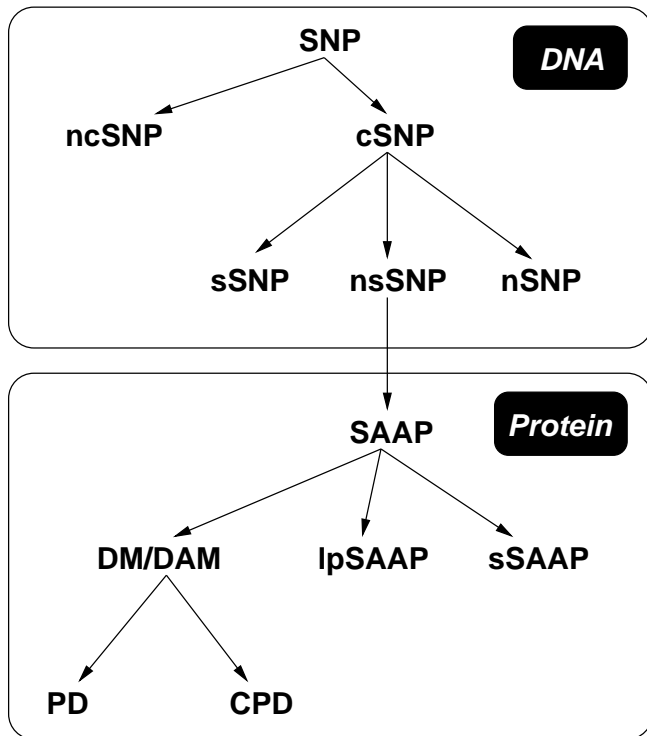 SNP
DNA
ncSNP cSNP
sSNP nsSNP nSNP
SAAP
Protein
DM/DAM lpSAAP sSAAP
PD CPD